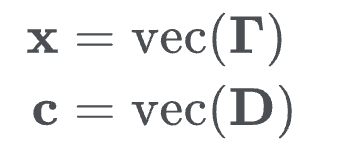 x = vec(Γ)
c = vec(D)